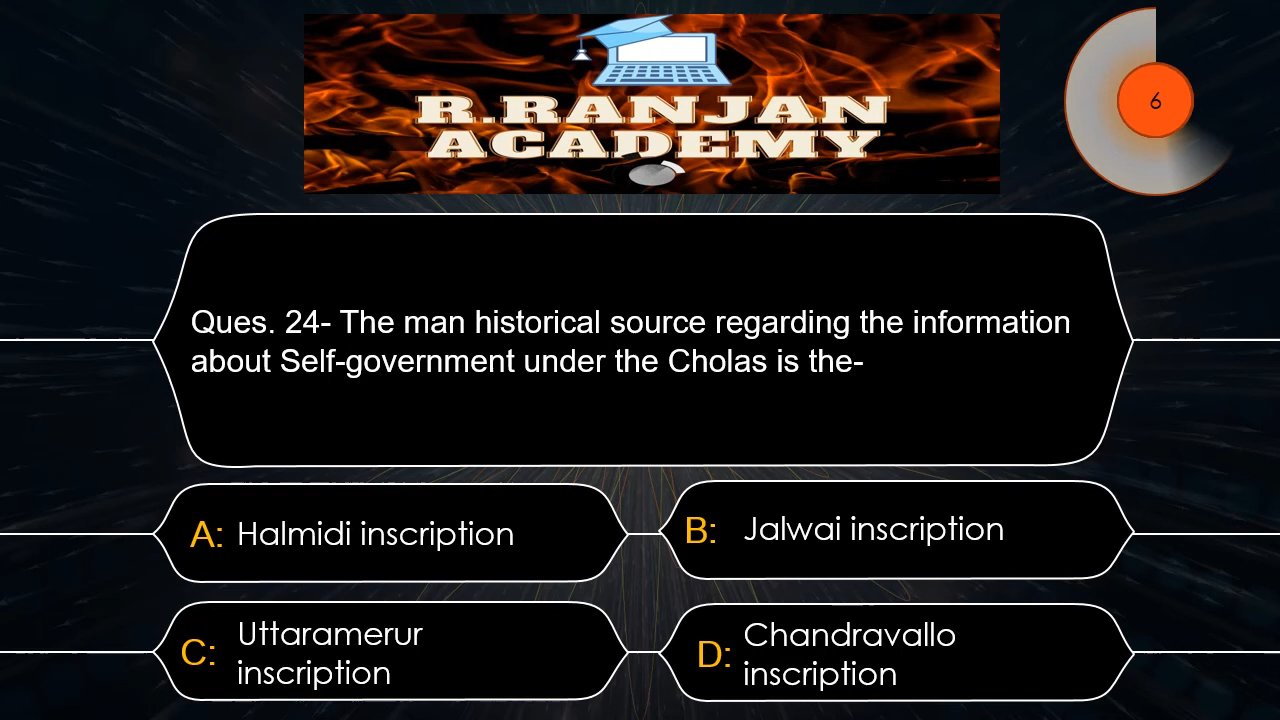 R.RANJAN
ACADEMY
6
Ques. 24- The man historical source regarding the information
about Self-government under the Cholas is the-
A: Halmidi inscription
B: Jalwai inscription
C: Uttaramerur
inscription
D: Chandravallo
inscription